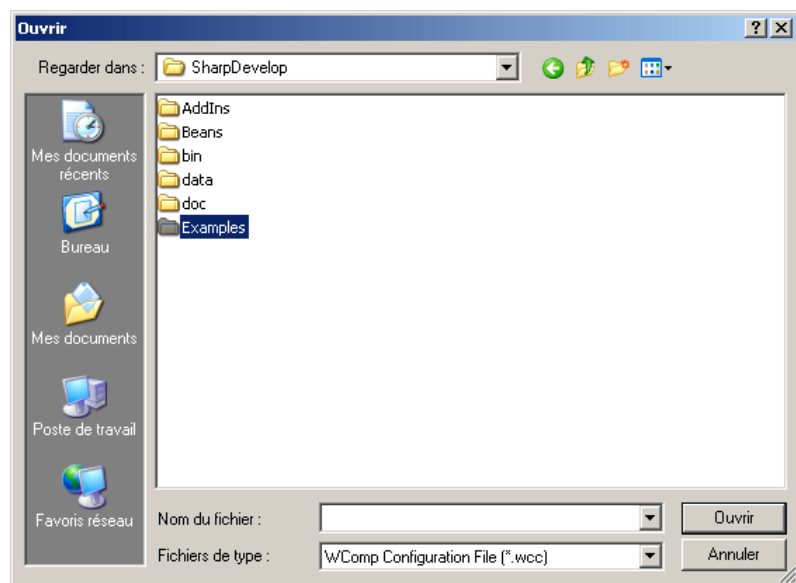 Ouvrir
Regarder dans :
SharpDevelop
AddIns
Beans
bin
data
doc
Examples
Mes documents
récents
Bureau
Mes documents
Poste de travail
Favoris réseau
Nom du fichier :
Ouvrir
Fichiers de type :
WComp Configuration File (*.wcc)
Annuler